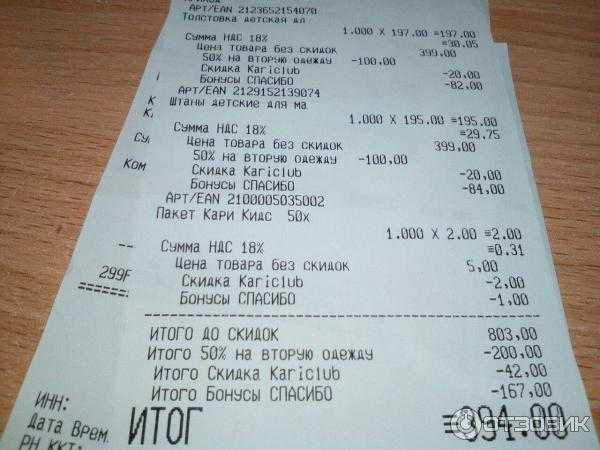 АРТ/EAN 2123652154070
Толстовка детская дл
1.000 X 197.00 =197.00
Сумма НДС 18% =30.05
Цена товара без скидок 399,00
50% на вторую одежду -100,00
Скидка Kariclub -20,00
Бонусы СПАСИБО -82,00
АРТ/EAN 2129152139074
Штаны детские для ма
1.000 X 195.00 =195.00
Сумма НДС 18% =29.75
Цена товара без скидок 399,00
50% на вторую одежду -100,00
Скидка Kariclub -20,00
Бонусы СПАСИБО -84,00
АРТ/EAN 2100005035002
Пакет Кари Кидс 50х
1.000 X 2.00 =2.00
Сумма НДС 18% =0.31
Цена товара без скидок 5,00
Скидка Kariclub -2,00
Бонусы СПАСИБО -1,00
ИТОГО ДО СКИДОК 803,00
Итого 50% на вторую одежду -200,00
Итого Скидка Kariclub -42,00
Итого Бонусы СПАСИБО -167,00
ИТОГ =394.00
Ком
299Р
ИНН:
Дата Врем
РН ККТ:
ОТЗОВИК